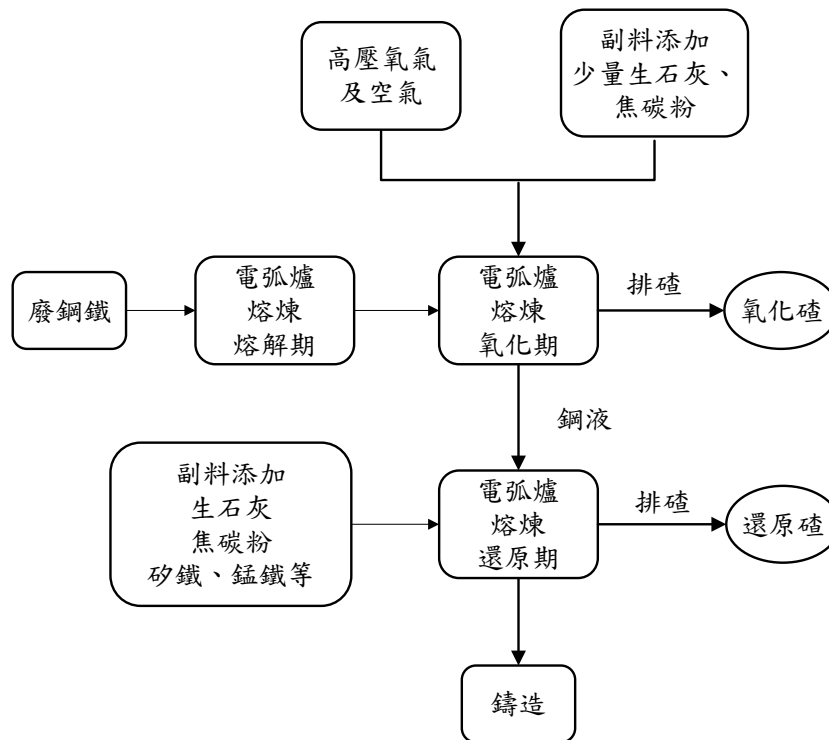 高壓氧氣
及空氣
副料添加
少量生石灰、
焦碳粉
廢鋼鐵
電弧爐
熔煉
熔解期
電弧爐
熔煉
氧化期
排碴
氧化碴
鋼液
副料添加
生石灰
焦碳粉
矽鐵、錳鐵等
電弧爐
熔煉
還原期
排碴
還原碴
鑄造